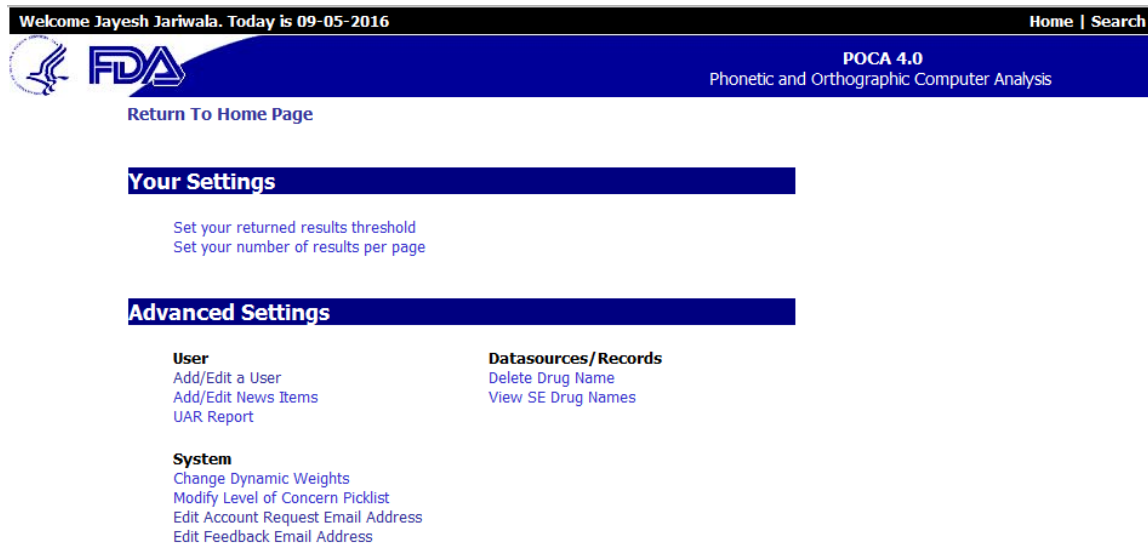 Welcome Jayesh Jariwala. Today is 09-05-2016
Home | Search
FDA
POCA 4.0
Phonetic and Orthographic Computer Analysis
Return To Home Page
Your Settings
Set your returned results threshold
Set your number of results per page
Advanced Settings
User
Add/Edit a User
Add/Edit News Items
UAR Report
Datasources/Records
Delete Drug Name
View SE Drug Names
System
Change Dynamic Weights
Modify Level of Concern Picklist
Edit Account Request Email Address
Edit Feedback Email Address